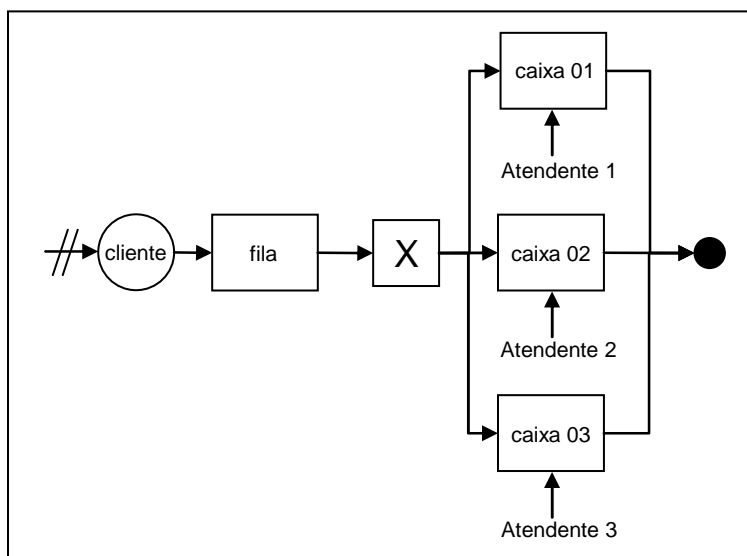 cliente
fila
X
caixa 01
Atendente 1
caixa 02
Atendente 2
caixa 03
Atendente 3